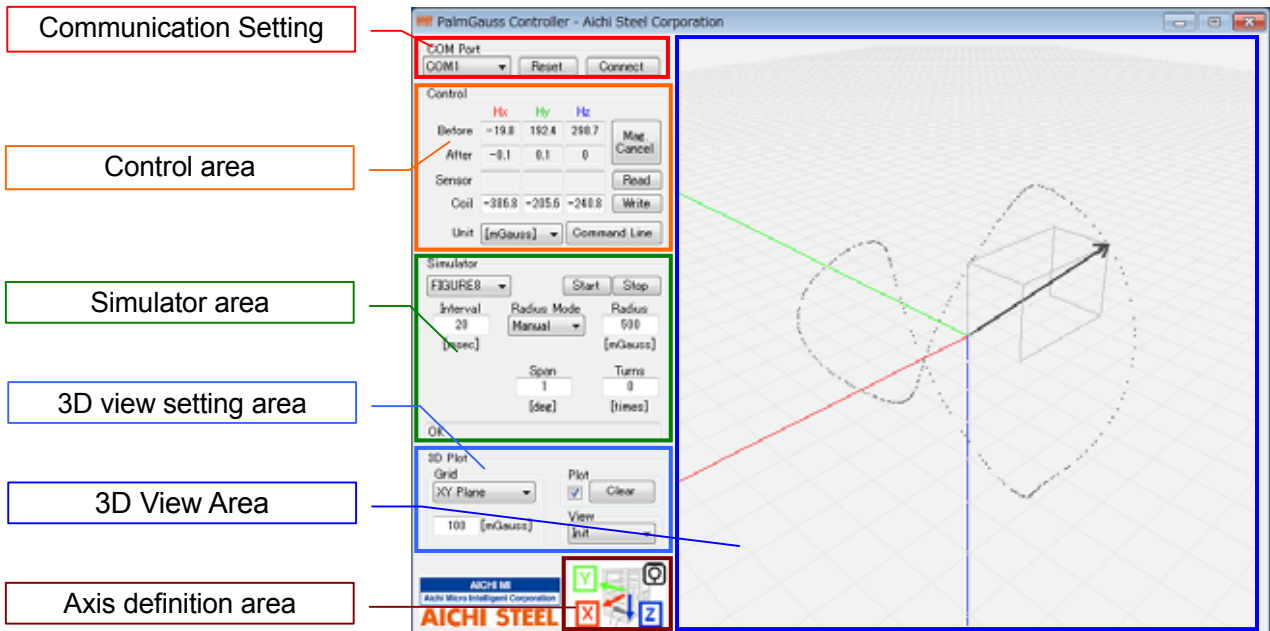 Communication Setting
Control area
Simulator area
3D view setting area
3D View Area
Axis definition area
PalmGauss Controller - Aichi Steel Corporation
COM Port
COM1 Reset Connect
Control
Hx Hy Hz
Before -19.8 192.4 298.7 Mag. Cancel
After -0.1 0.1 0
Sensor Read
Coil -386.8 -205.6 -240.8 Write
Unit [mGauss] Command Line
Simulator
FIGURE8 Start Stop
Interval Radius Mode Radius
20 Manual 500
[msec] [mGauss]
Span Turns
1 0
[deg] [times]
OK
3D Plot
Grid Plot
XY Plane Clear
View
100 [mGauss] Init
AICHI MI
Aichi Micro Intelligent Corporation
AICHI STEEL
Y
X Z